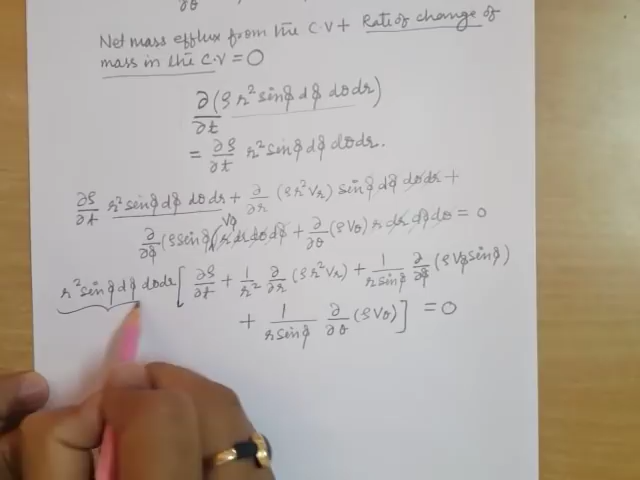 ∂θ
Net mass efflux from the C.V + Rate of change of
mass in the C.V = 0
∂/∂t (ρ r² sinϕ dϕ dθ dr)
= ∂ρ/∂t r² sinϕ dϕ dθ dr.
∂ρ/∂t r² sinϕ dϕ dθ dr + ∂/∂r (ρ r² Vr) sinϕ dϕ dθ dr +
∂/∂ϕ (ρ sinϕ Vϕ) r dr dθ dϕ + ∂/∂θ (ρ Vθ) r dr dϕ dθ = 0
r² sinϕ dϕ dθ dr [ ∂ρ/∂t + 1/r² ∂/∂r (ρ r² Vr) + 1/(r sinϕ) ∂/∂ϕ (ρ Vϕ sinϕ)
+ 1/(r sinϕ) ∂/∂θ (ρ Vθ) ] = 0